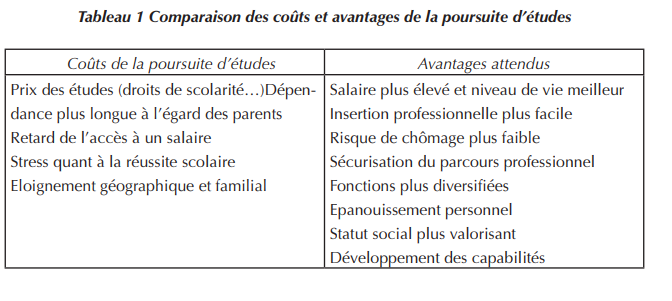 Tableau 1 Comparaison des coûts et avantages de la poursuite d’études
Coûts de la poursuite d’études
Avantages attendus
Prix des études (droits de scolarité…)Dépen-
dance plus longue à l’égard des parents
Retard de l’accès à un salaire
Stress quant à la réussite scolaire
Eloignement géographique et familial
Salaire plus élevé et niveau de vie meilleur
Insertion professionnelle plus facile
Risque de chômage plus faible
Sécurisation du parcours professionnel
Fonctions plus diversifiées
Epanouissement personnel
Statut social plus valorisant
Développement des capabilités